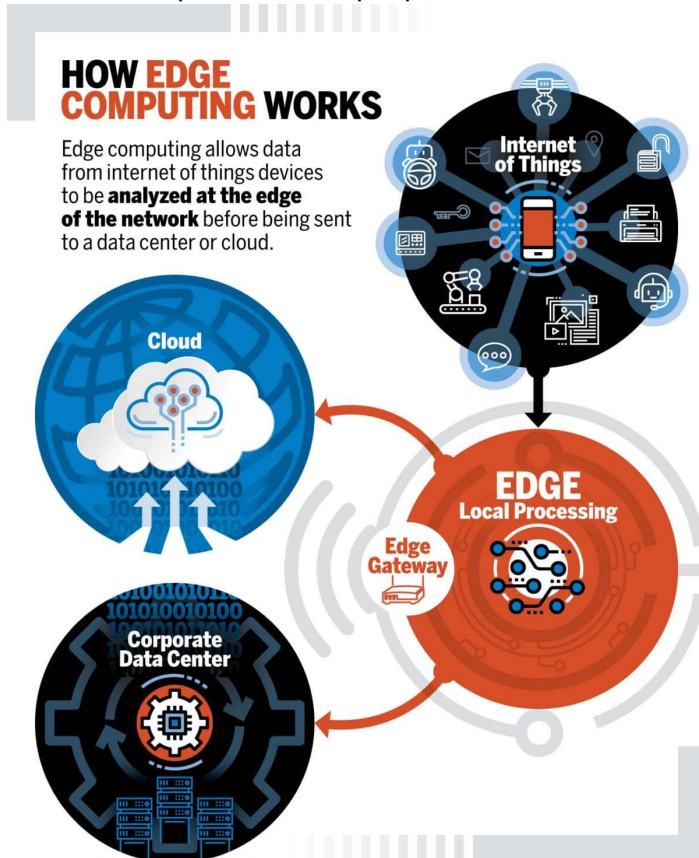 HOW EDGE
COMPUTING WORKS
Edge computing allows data
from internet of things devices
to be analyzed at the edge
of the network before being sent
to a data center or cloud.
Internet
of Things
Cloud
EDGE
Local Processing
Edge
Gateway
101010010100
Corporate
Data Center